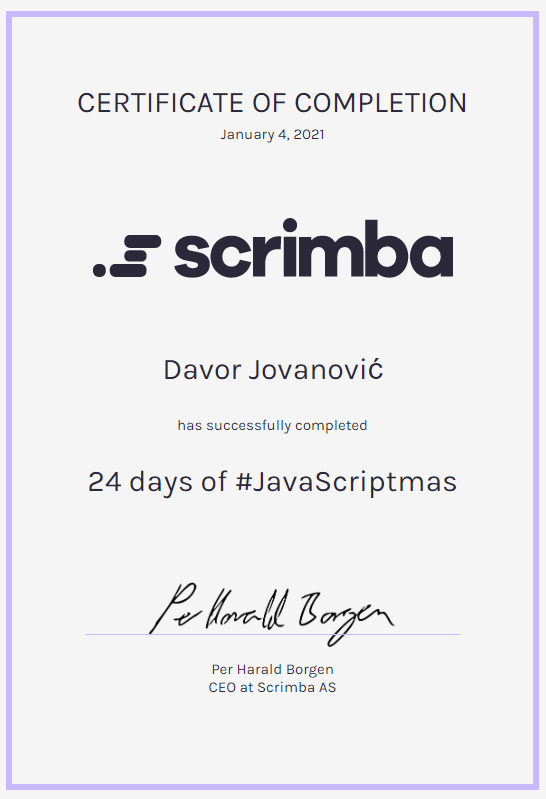 CERTIFICATE OF COMPLETION
January 4, 2021
scrimba
Davor Jovanović
has successfully completed
24 days of #JavaScriptmas
Per Harald Borgen
Per Harald Borgen
CEO at Scrimba AS